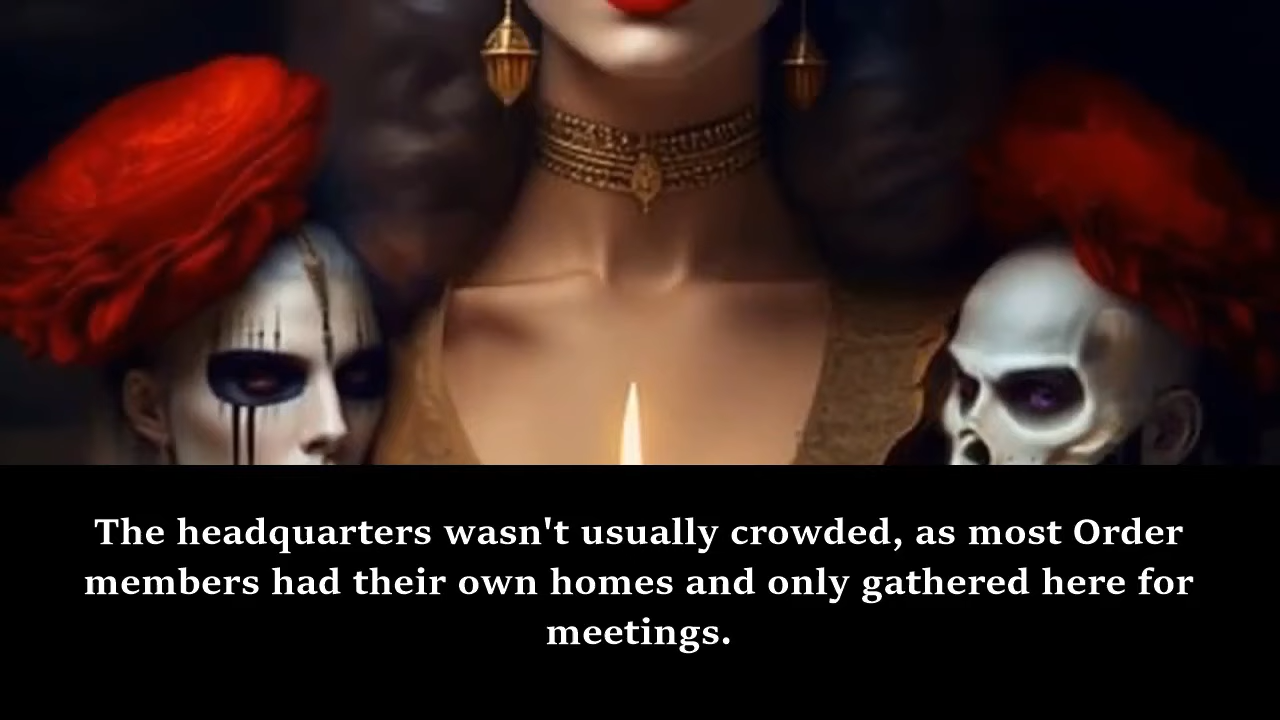 The headquarters wasn't usually crowded, as most Order
members had their own homes and only gathered here for
meetings.